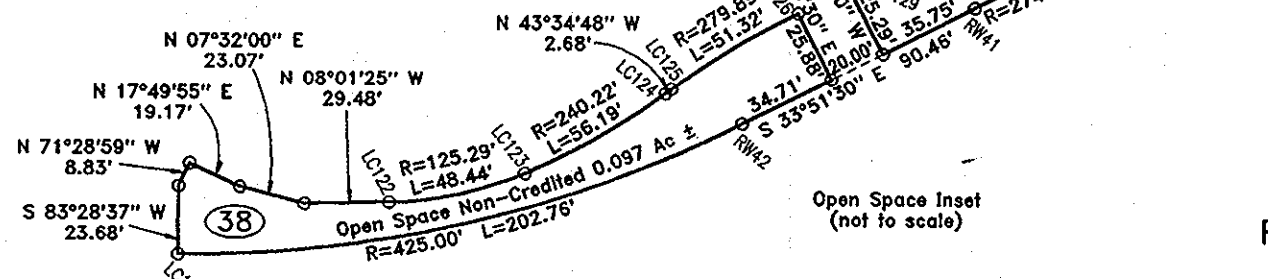 N 43°34'48" W
2.68'
R=279.8
L=51.32'
N 07°32'00" E
23.07'
N 17°49'55" E
19.17'
N 08°01'25" W
29.48'
N 71°28'59" W
8.83'
S 83°28'37" W
23.68'
38
LC122
R=125.29'
L=48.44'
LC123
R=240.22'
L=56.19'
LC124
LC125
30" E
25.88'
20.00'
35.75'
RW41
90.46'
34.71'
S 33°51'30" E
RW42
Open Space Non-Credited 0.097 Ac ±
R=425.00' L=202.76'
Open Space Inset
(not to scale)